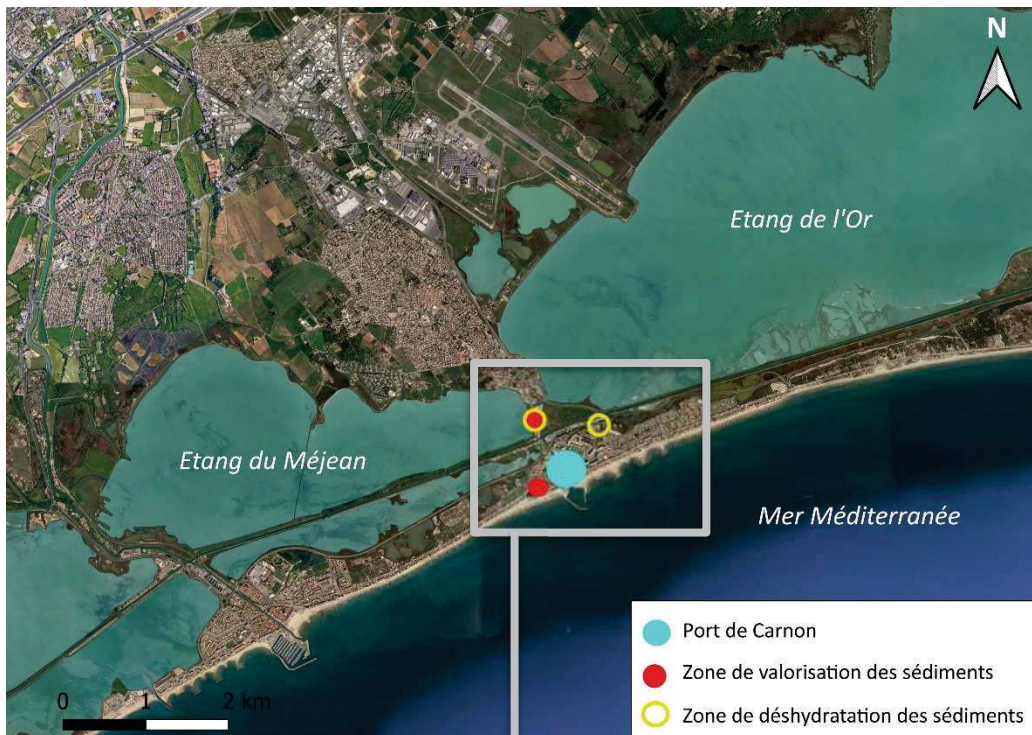 N
Etang de l'Or
Etang du Méjean
Mer Méditerranée
Port de Carnon
Zone de valorisation des sédiments
Zone de déshydratation des sédiments
0 1 2 km